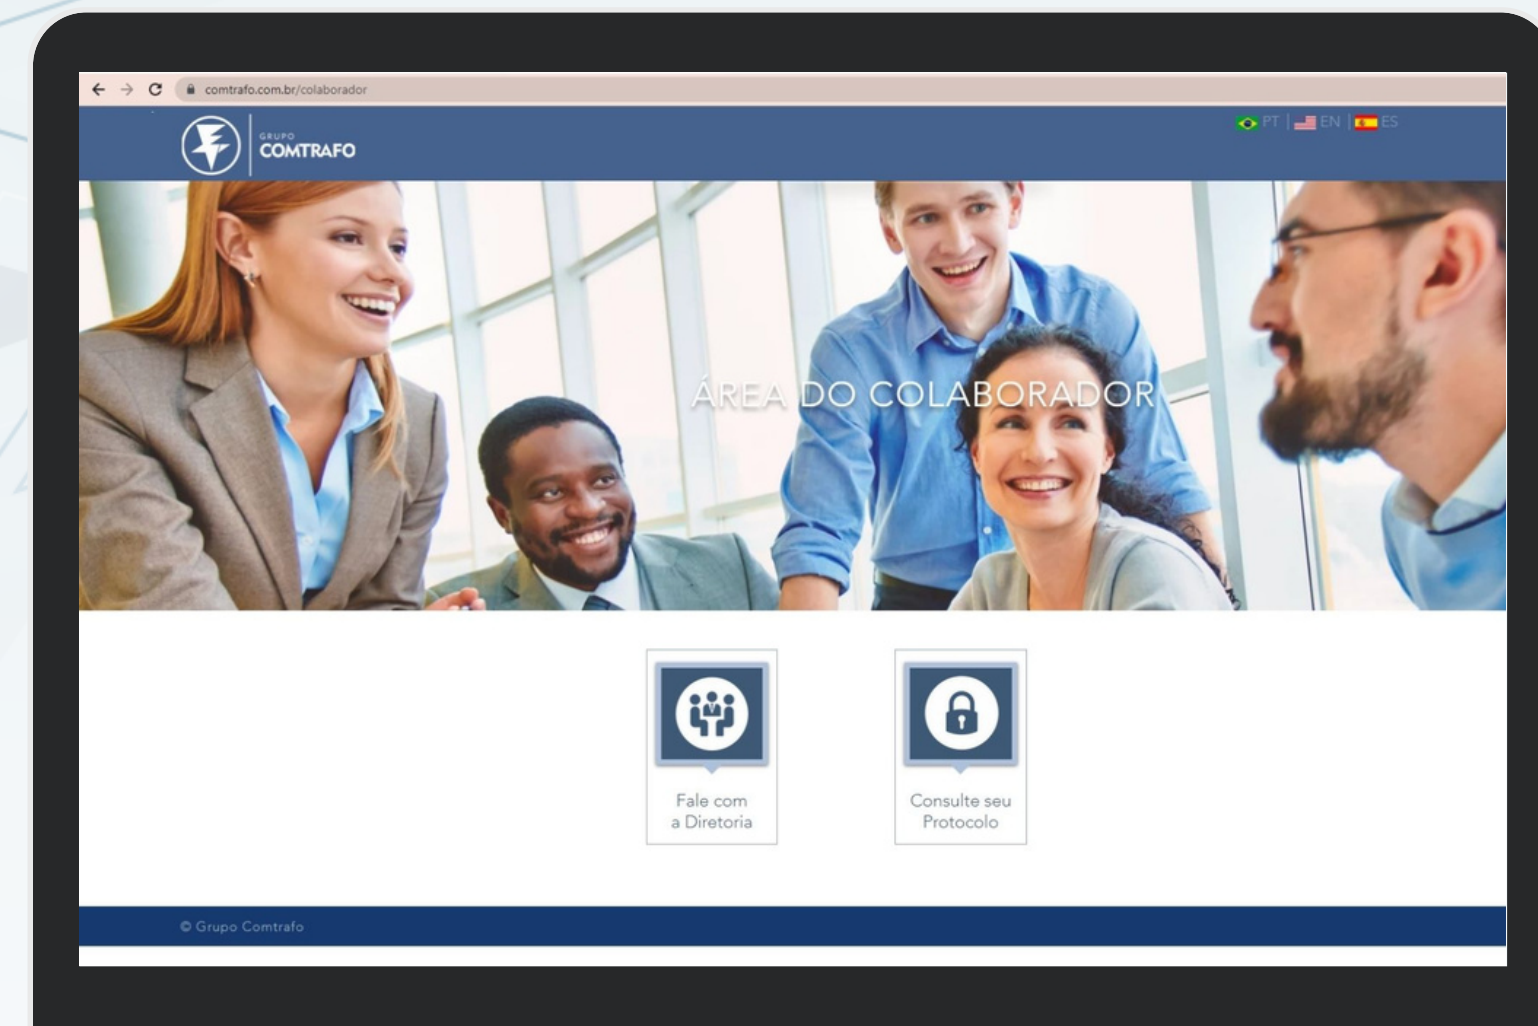 comtrafo.com.br/colaborador
GRUPO
COMTRAFO
PT | EN | ES
ÁREA DO COLABORADOR
Fale com
a Diretoria
Consulte seu
Protocolo
© Grupo Comtrafo